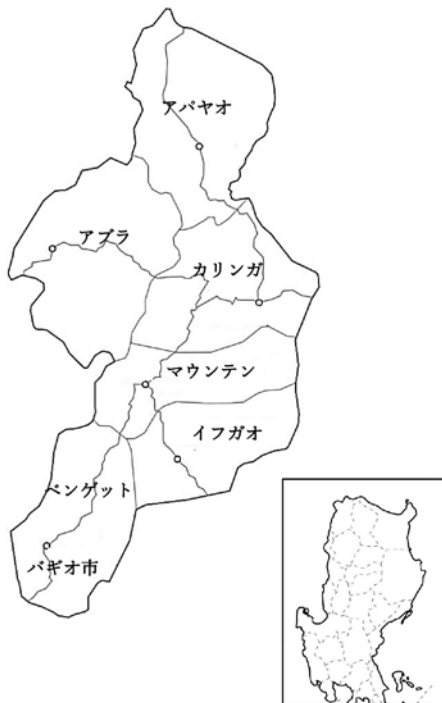 アパヤオ
アブラ
カリンガ
マウンテン
イフガオ
ベンゲット
バギオ市